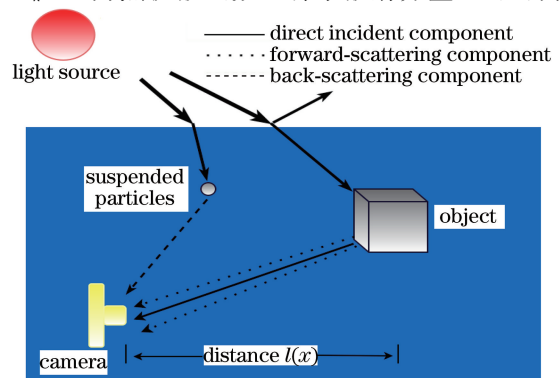 direct incident component
forward-scattering component
back-scattering component
light source
suspended
particles
object
camera
distance l(x)